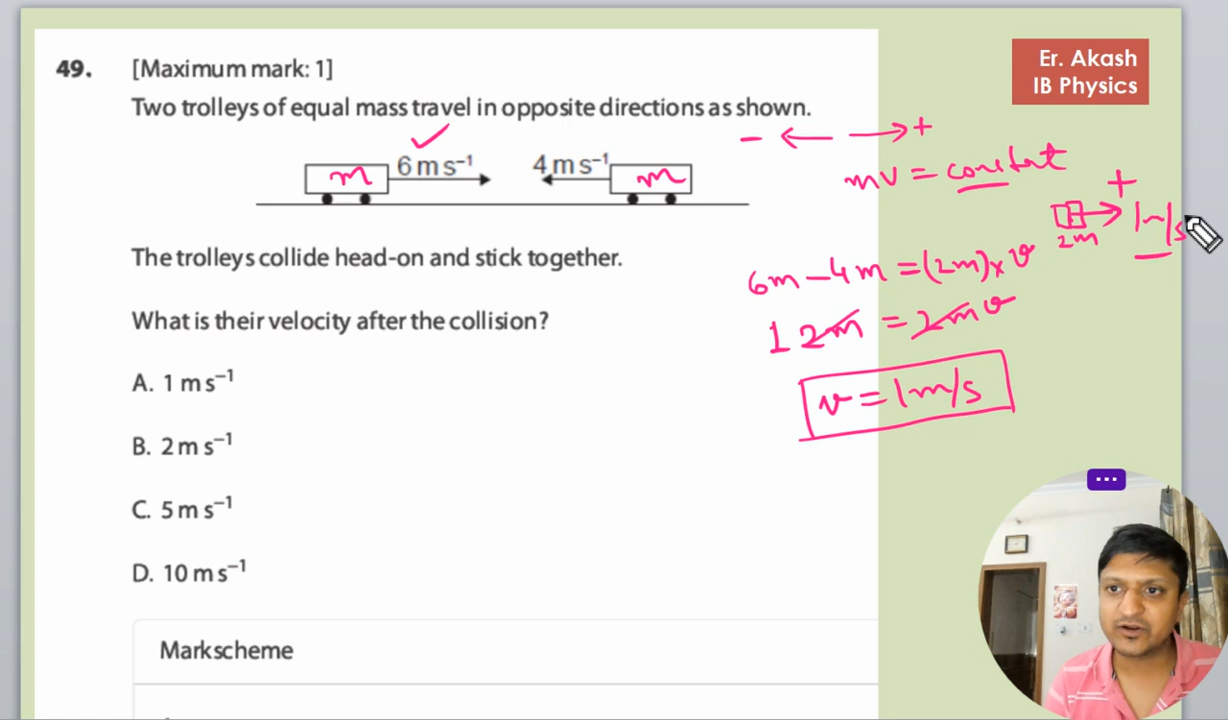 Er. Akash
IB Physics
49. [Maximum mark: 1]
Two trolleys of equal mass travel in opposite directions as shown.
− ← → +
6 m s⁻¹ 4 m s⁻¹
m m
mv = constant
+
2m 1m/s
The trolleys collide head-on and stick together.
6m − 4m = (2m) × v
What is their velocity after the collision?
1 2m = 2m v
v = 1m/s
A. 1 m s⁻¹
B. 2 m s⁻¹
C. 5 m s⁻¹
D. 10 m s⁻¹
Markscheme